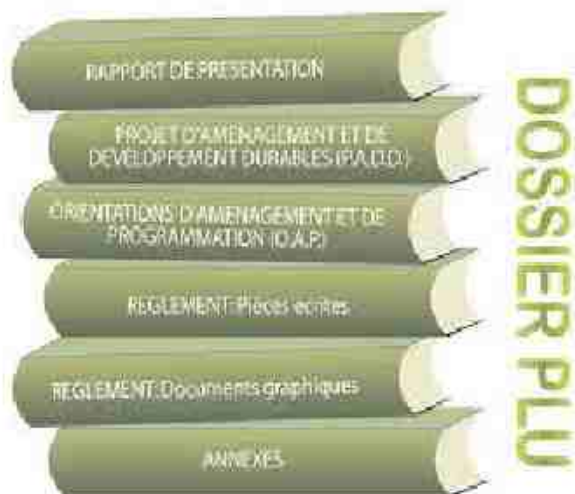 RAPPORT DE PRESENTATION
PROJET D'AMENAGEMENT ET DE
DEVELOPPEMENT DURABLES (P.A.D.D.)
ORIENTATIONS D'AMENAGEMENT ET DE
PROGRAMMATION (O.A.P.)
REGLEMENT: Pièces écrites
REGLEMENT: Documents graphiques
ANNEXES
DOSSIER PLU